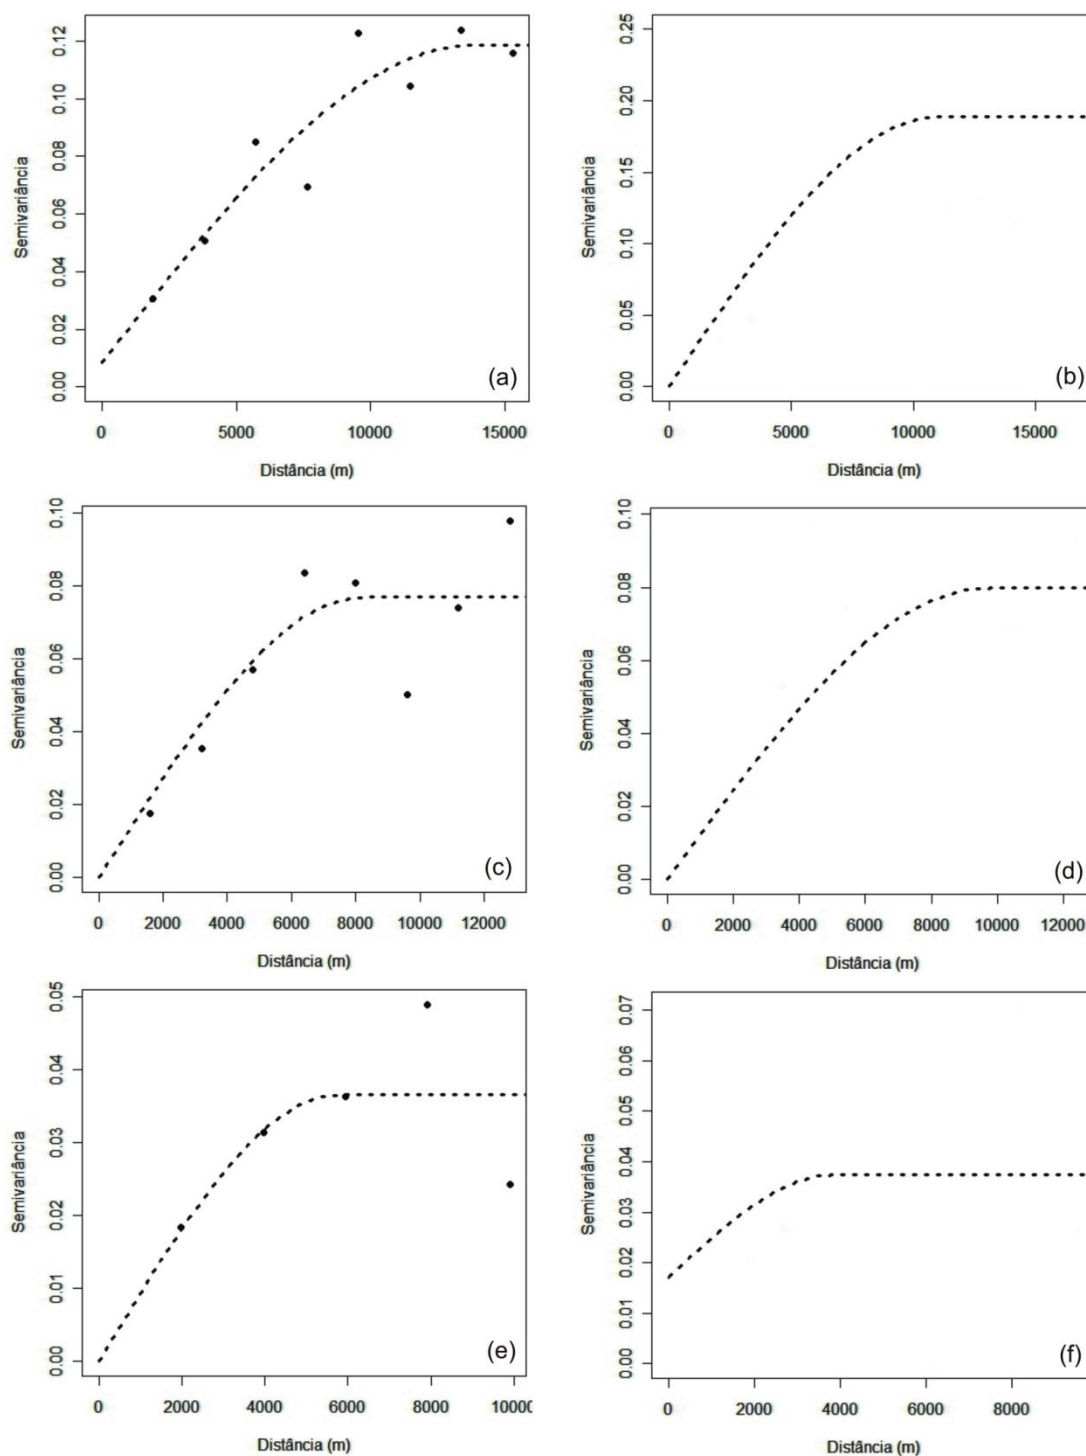 Semivariância
0.00 0.02 0.04 0.06 0.08 0.10 0.12
(a)
0 5000 10000 15000
Distância (m)
Semivariância
0.00 0.05 0.10 0.15 0.20 0.25
(b)
0 5000 10000 15000
Distância (m)
Semivariância
0.00 0.02 0.04 0.06 0.08 0.10
(c)
0 2000 4000 6000 8000 10000 12000
Distância (m)
Semivariância
0.00 0.02 0.04 0.06 0.08 0.10
(d)
0 2000 4000 6000 8000 10000 12000
Distância (m)
Semivariância
0.00 0.01 0.02 0.03 0.04 0.05
(e)
0 2000 4000 6000 8000 10000
Distância (m)
Semivariância
0.00 0.01 0.02 0.03 0.04 0.05 0.06 0.07
(f)
0 2000 4000 6000 8000
Distância (m)